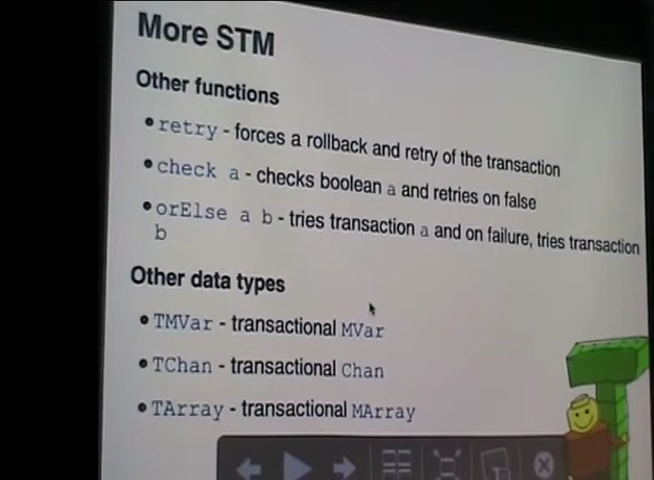 More STM
Other functions
• retry - forces a rollback and retry of the transaction
• check a - checks boolean a and retries on false
• orElse a b - tries transaction a and on failure, tries transaction
b
Other data types
• TMVar - transactional MVar
• TChan - transactional Chan
• TArray - transactional MArray